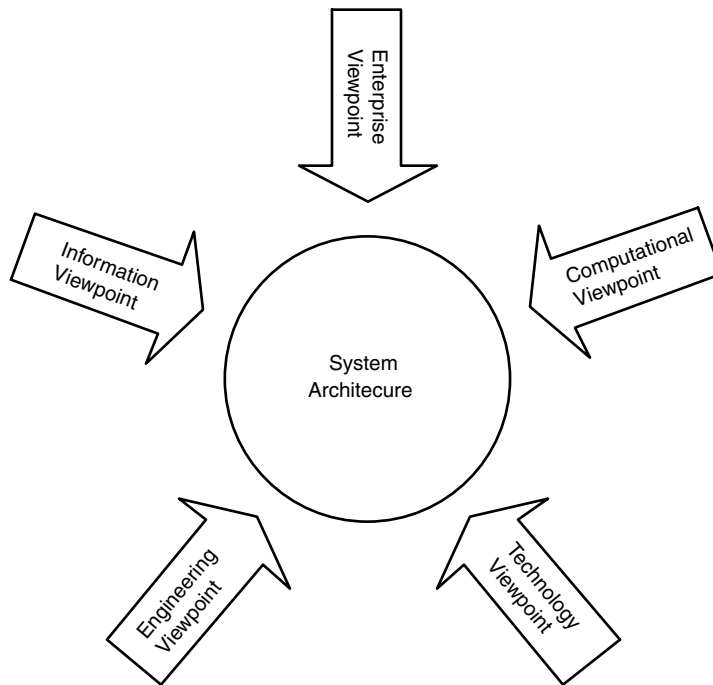 Enterprise
Viewpoint
Information
Viewpoint
Computational
Viewpoint
System
Architecure
Engineering
Viewpoint
Technology
Viewpoint